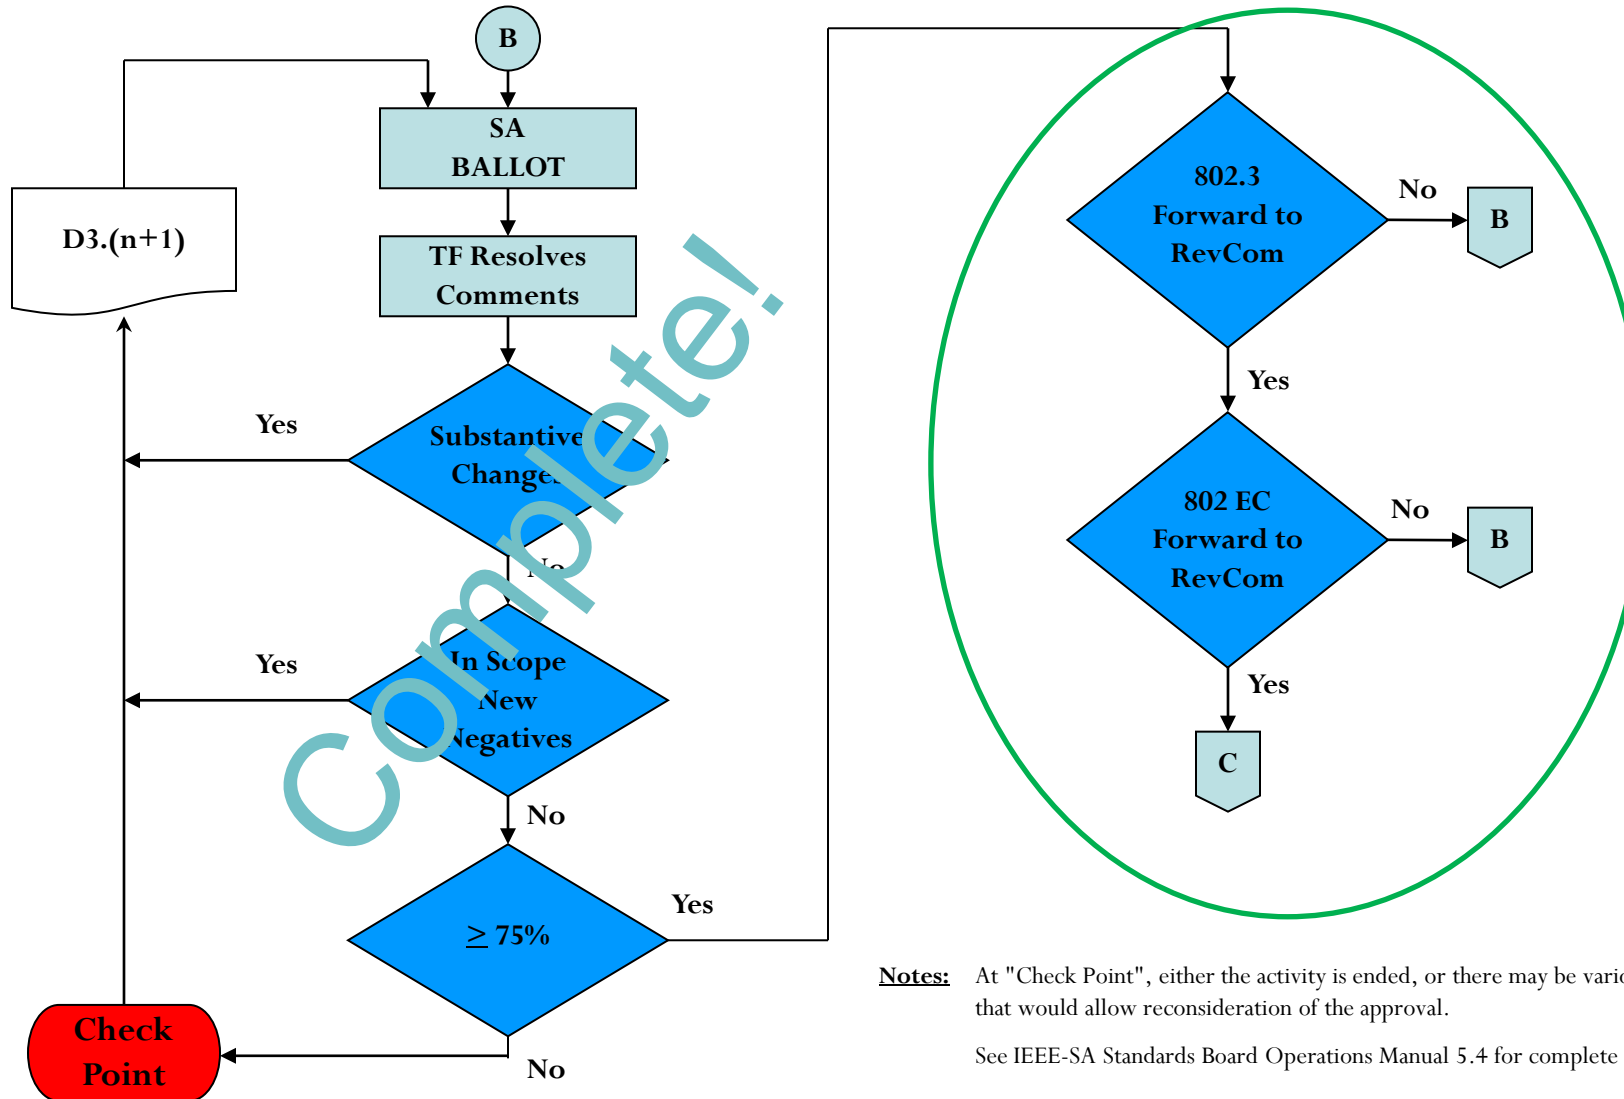 B
SA
BALLOT
D3.(n+1)
TF Resolves
Comments
Yes
Substantive
Changes
No
Yes
In Scope
New
Negatives
No
≥ 75%
Yes
Check
Point
No
Complete!
802.3
Forward to
RevCom
No
B
Yes
802 EC
Forward to
RevCom
No
B
Yes
C
Notes: At "Check Point", either the activity is ended, or there may be
that would allow reconsideration of the approval.
See IEEE-SA Standards Board Operations Manual 5.4 for complete